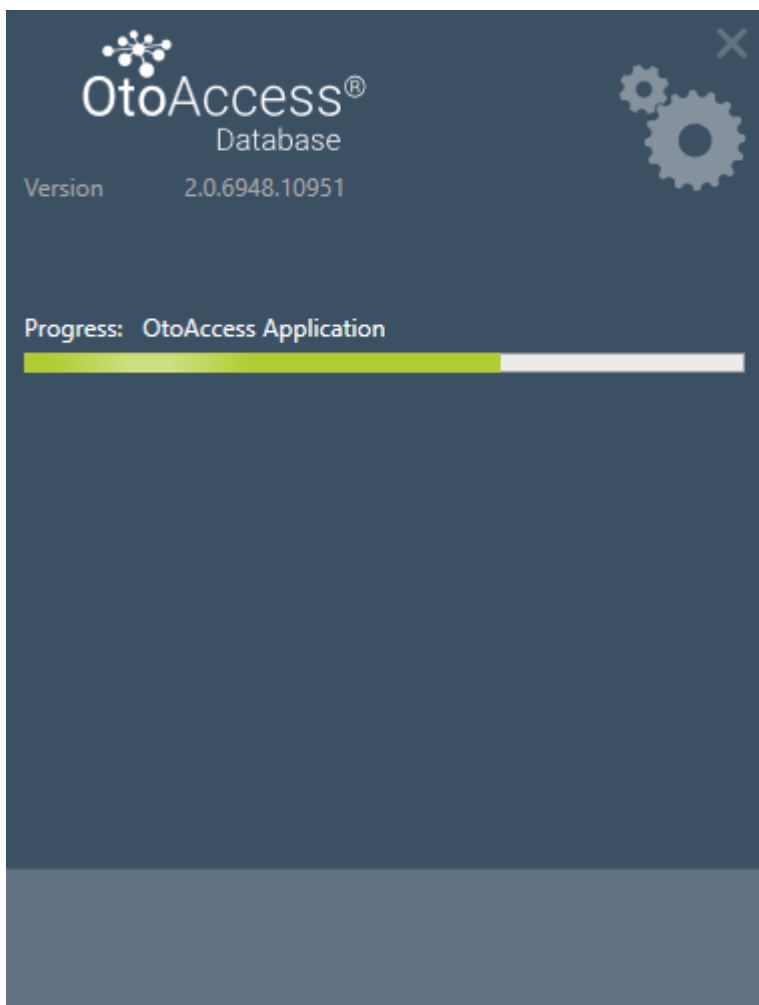 OtoAccess®
Database
Version 2.0.6948.10951
Progress: OtoAccess Application